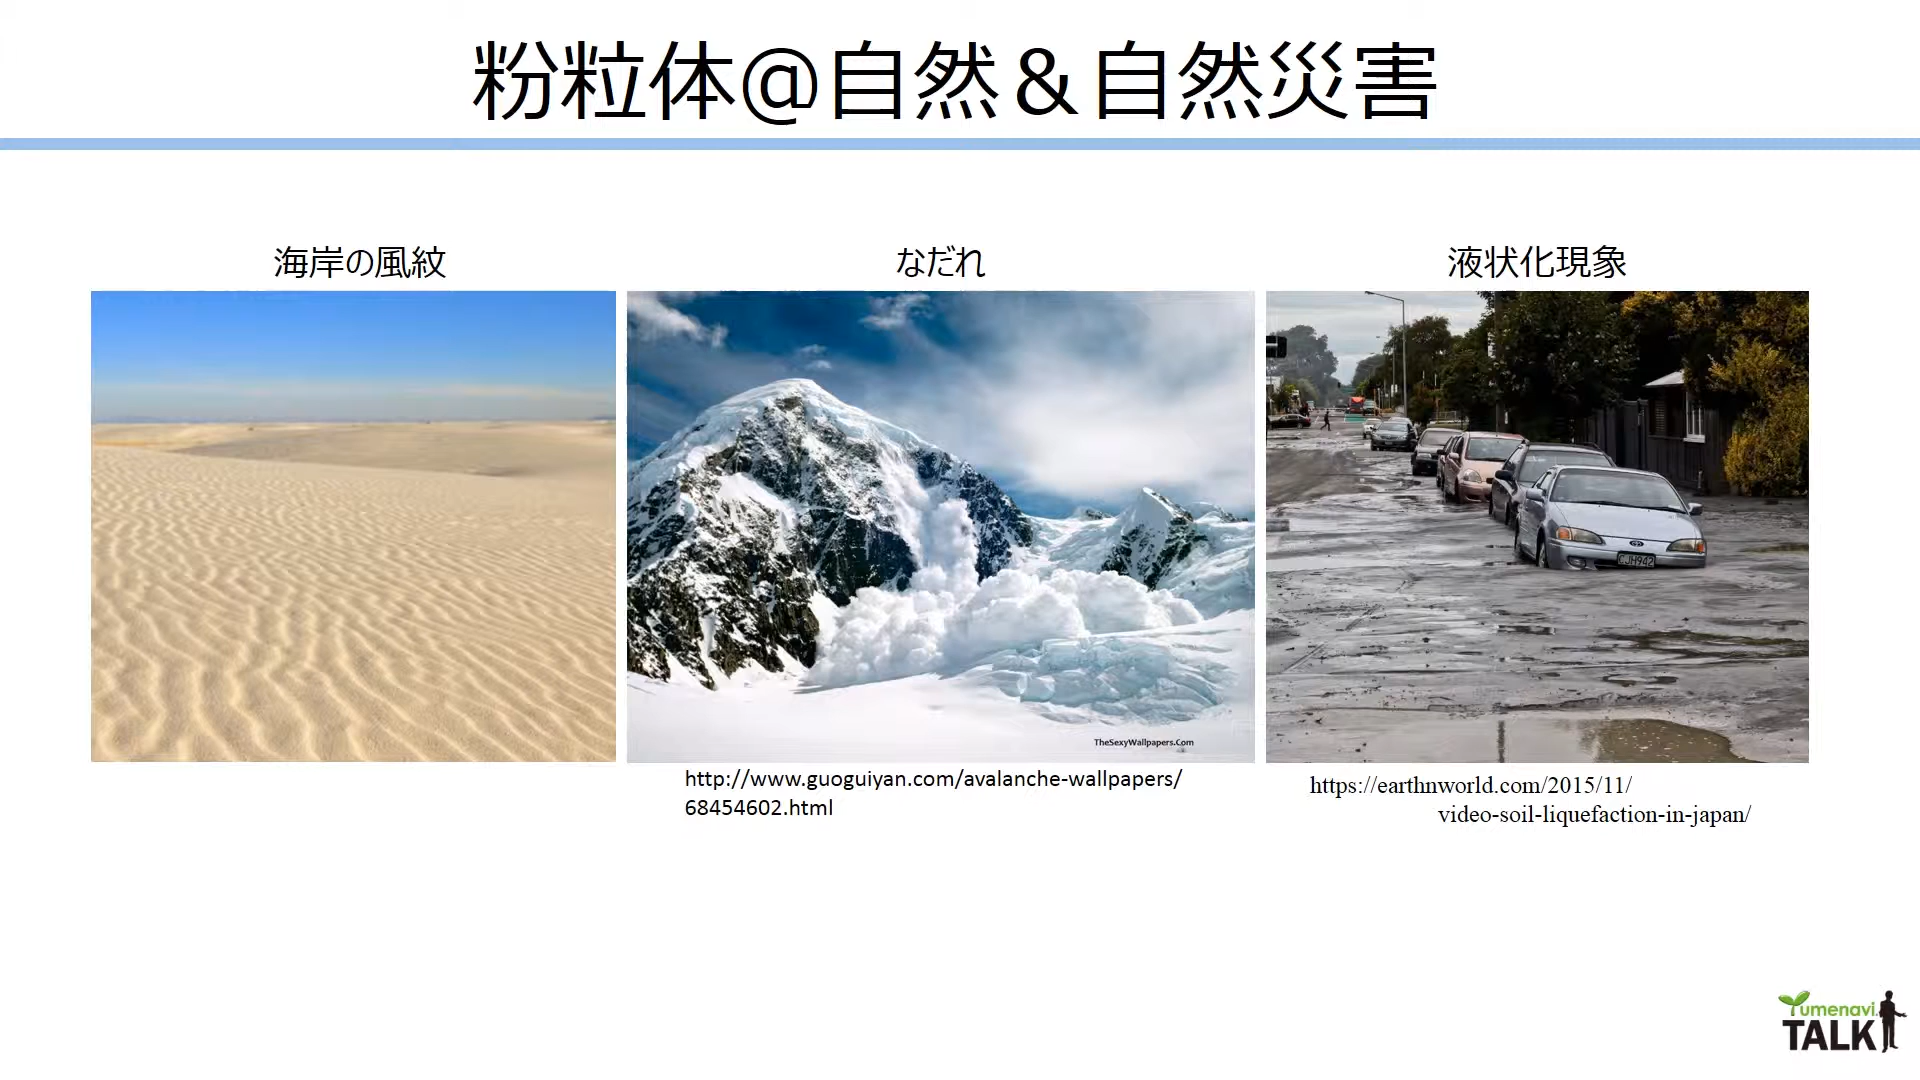 粉粒体@自然＆自然災害
海岸の風紋
なだれ
液状化現象
CJH942
TheSexyWallpapers.Com
http://www.guoguiyan.com/avalanche-wallpapers/
68454602.html
https://earthnworld.com/2015/11/
video-soil-liquefaction-in-japan/
Yumenavi
TALK